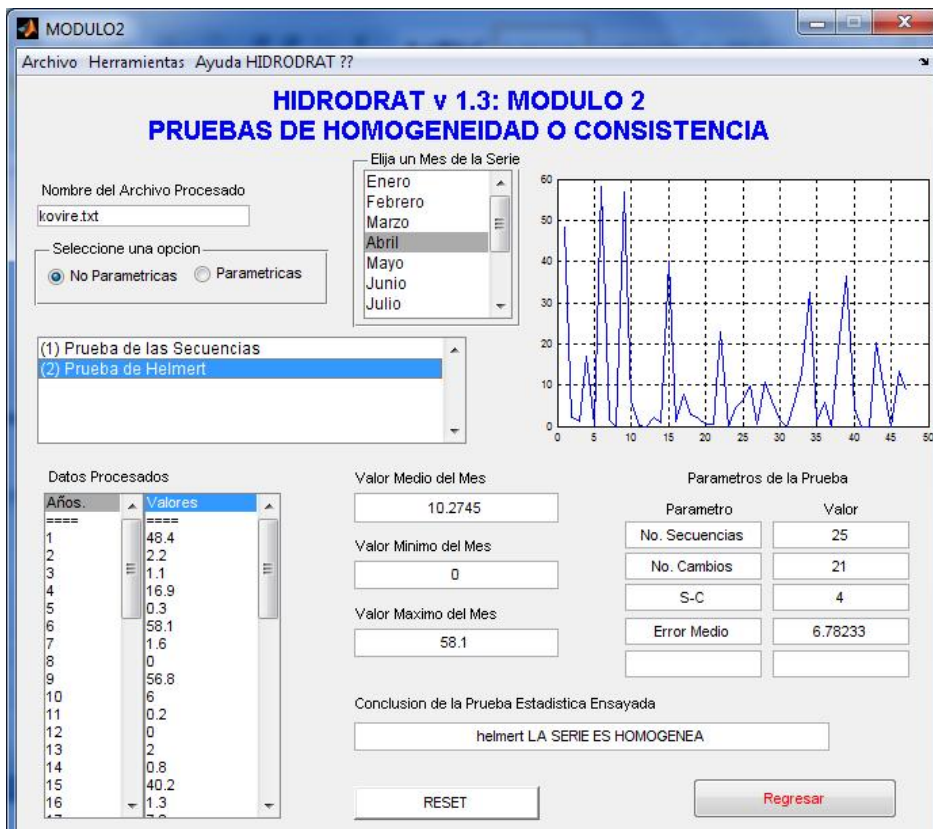 MODULO2
Archivo Herramientas Ayuda HIDRODRAT ??
HIDRODRAT v 1.3: MODULO 2
PRUEBAS DE HOMOGENEIDAD O CONSISTENCIA
Nombre del Archivo Procesado
kovire.txt
Seleccione una opcion
No Parametricas Parametricas
Elija un Mes de la Serie
Enero
Febrero
Marzo
Abril
Mayo
Junio
Julio
60
50
40
30
20
10
0
0 5 10 15 20 25 30 35 40 45 50
(1) Prueba de las Secuencias
(2) Prueba de Helmert
Datos Procesados
Años. Valores
==== ====
1 48.4
2 2.2
3 1.1
4 16.9
5 0.3
6 58.1
7 1.6
8 0
9 56.8
10 6
11 0.2
12 0
13 2
14 0.8
15 40.2
16 1.3
Valor Medio del Mes
10.2745
Valor Minimo del Mes
0
Valor Maximo del Mes
58.1
Parametros de la Prueba
Parametro Valor
No. Secuencias 25
No. Cambios 21
S-C 4
Error Medio 6.78233
Conclusion de la Prueba Estadistica Ensayada
helmert LA SERIE ES HOMOGENEA
RESET
Regresar